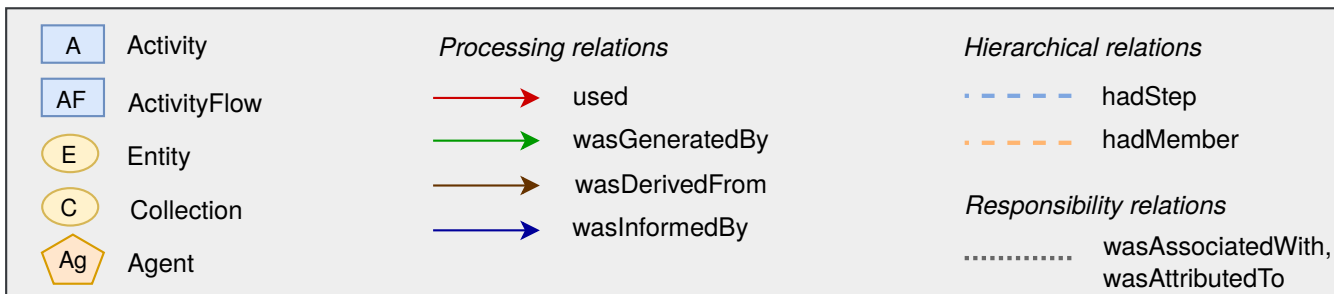 A Activity
AF ActivityFlow
E Entity
C Collection
Ag Agent
Processing relations
used
wasGeneratedBy
wasDerivedFrom
wasInformedBy
Hierarchical relations
hadStep
hadMember
Responsibility relations
wasAssociatedWith,
wasAttributedTo